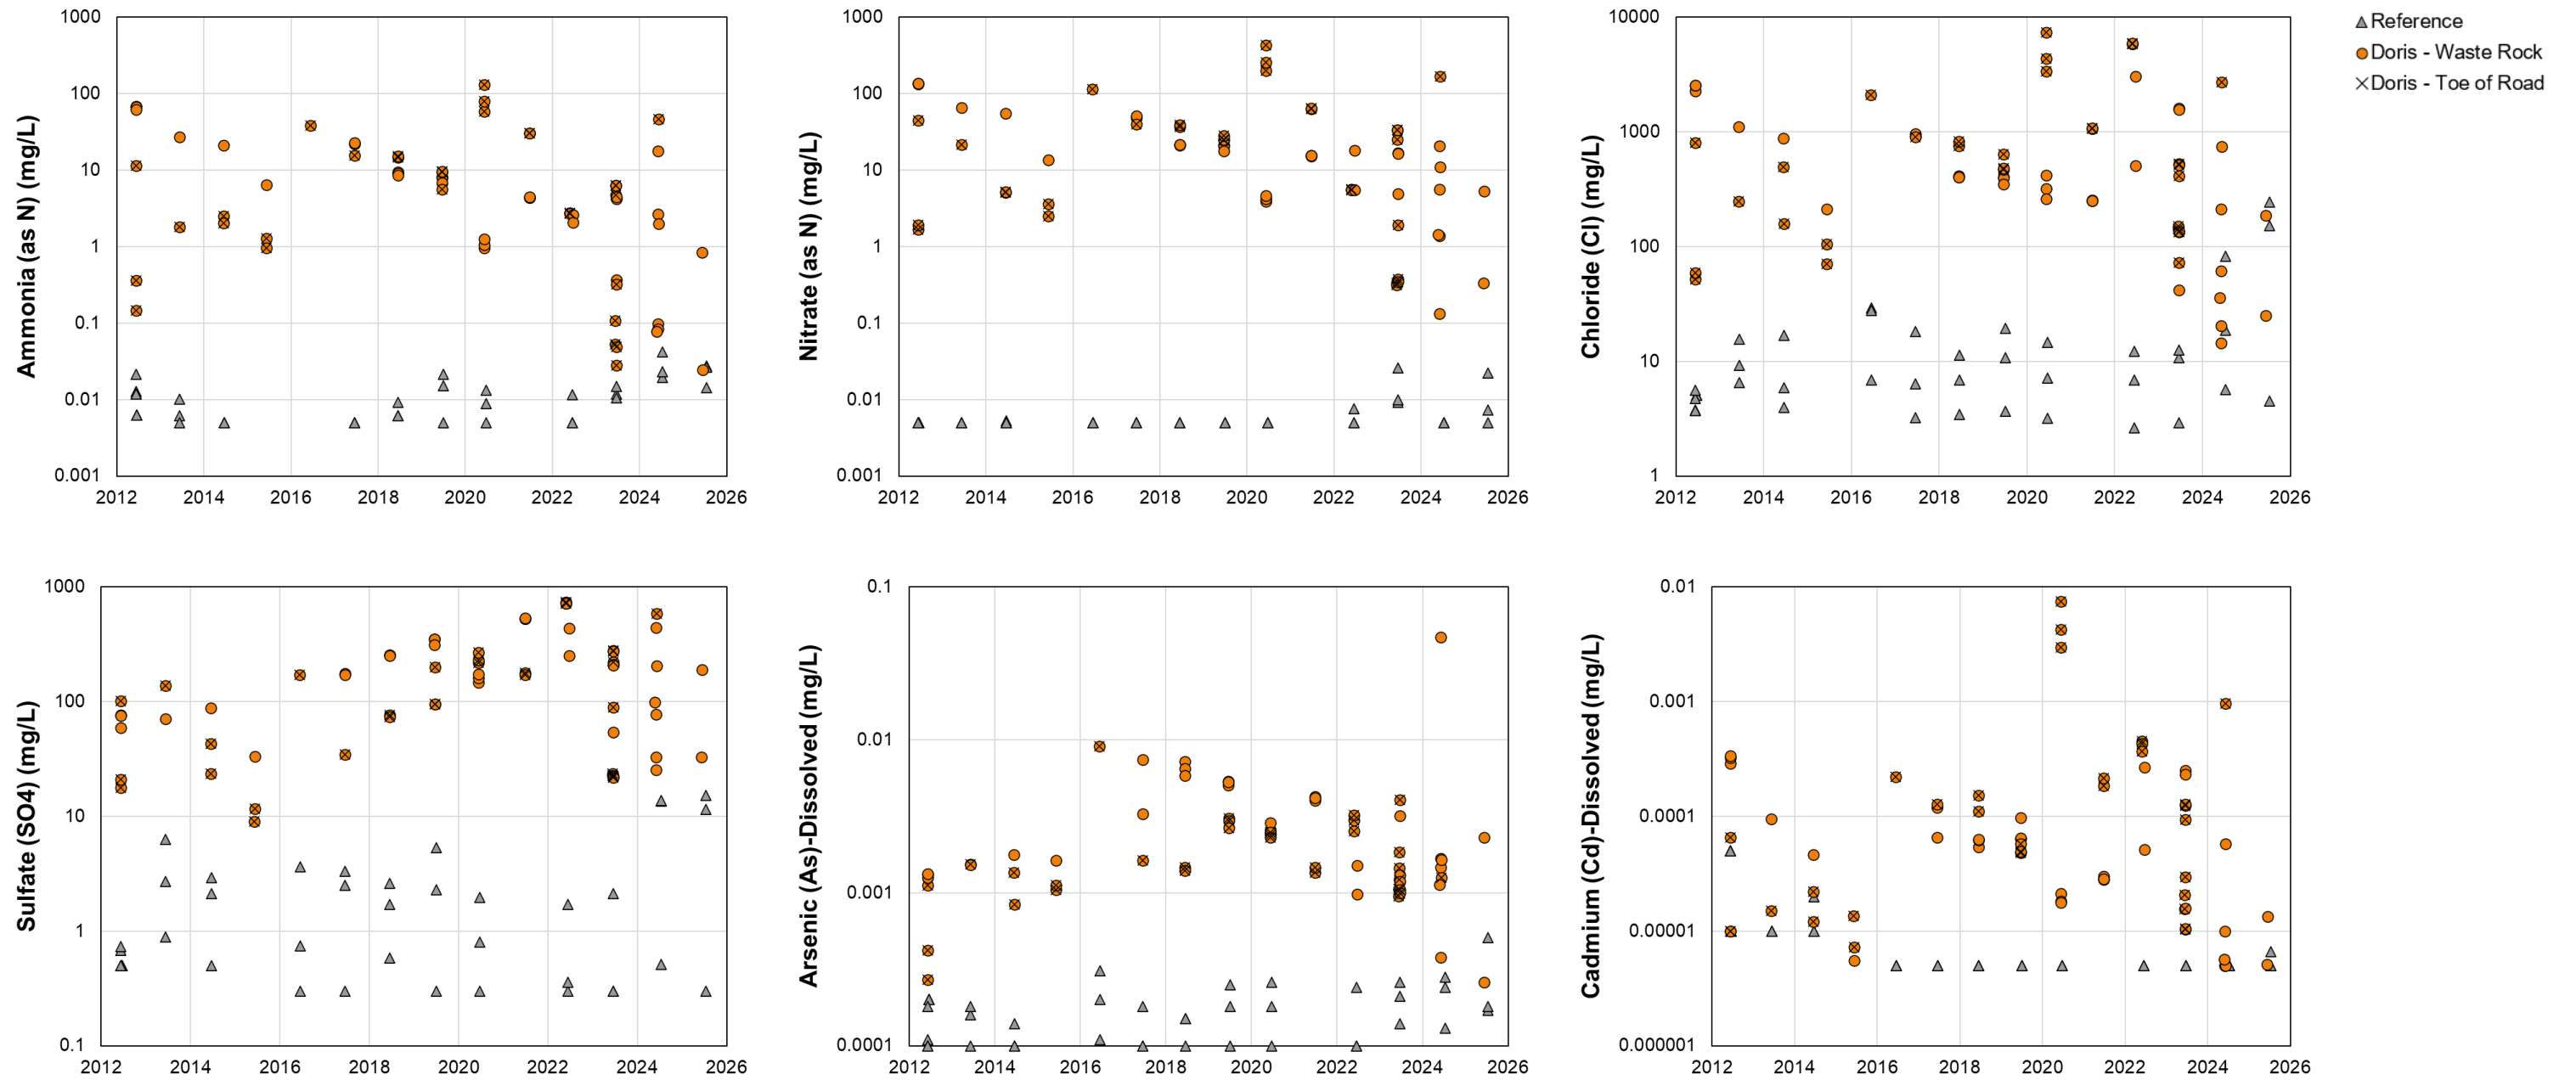 Ammonia (as N) (mg/L)
1000
100
10
1
0.1
0.01
0.001
2012 2014 2016 2018 2020 2022 2024 2026
Nitrate (as N) (mg/L)
1000
100
10
1
0.1
0.01
0.001
2012 2014 2016 2018 2020 2022 2024 2026
Chloride (Cl) (mg/L)
10000
1000
100
10
1
2012 2014 2016 2018 2020 2022 2024 2026
Reference
Doris - Waste Rock
Doris - Toe of Road
Sulfate (SO4) (mg/L)
1000
100
10
1
0.1
2012 2014 2016 2018 2020 2022 2024 2026
Arsenic (As)-Dissolved (mg/L)
0.1
0.01
0.001
0.0001
2012 2014 2016 2018 2020 2022 2024 2026
Cadmium (Cd)-Dissolved (mg/L)
0.01
0.001
0.0001
0.00001
0.000001
2012 2014 2016 2018 2020 2022 2024 2026